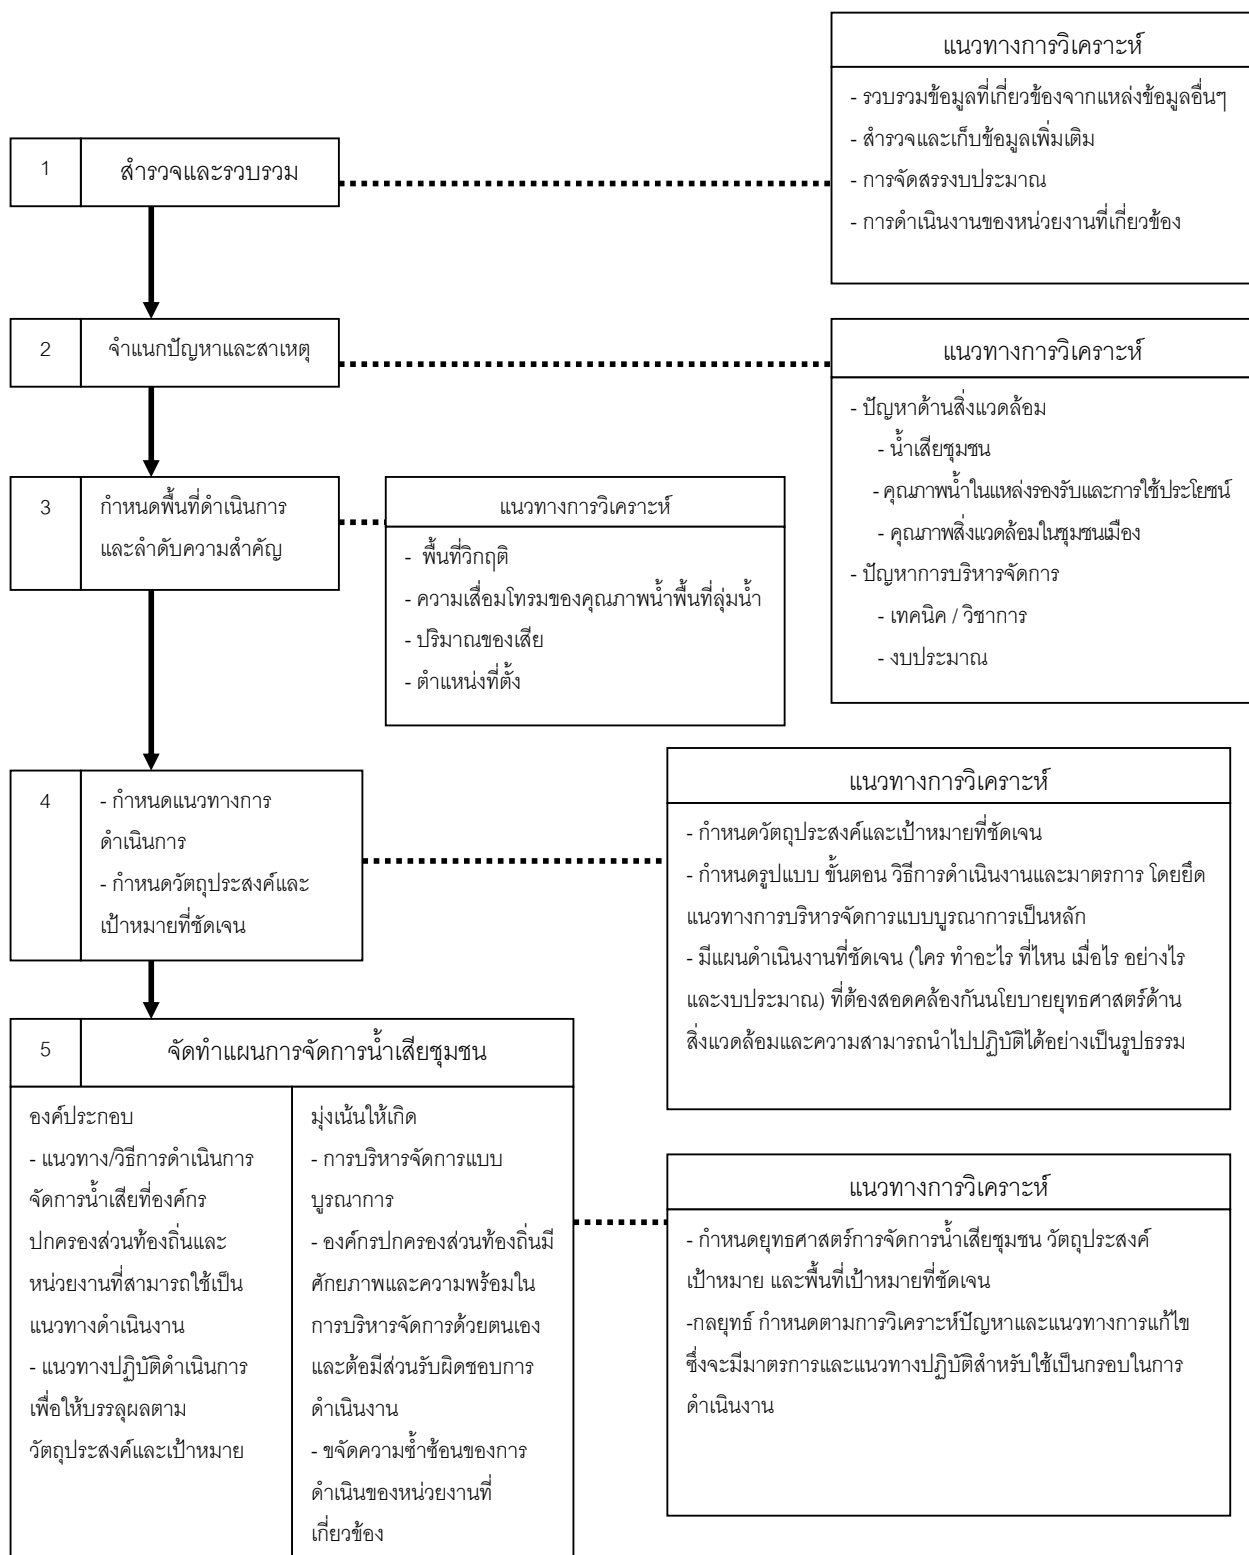 แนวทางการวิเคราะห์
- รวบรวมข้อมูลที่เกี่ยวข้องจากแหล่งข้อมูลอื่นๆ
- สำรวจและเก็บข้อมูลเพิ่มเติม
- การจัดสรรงบประมาณ
- การดำเนินงานของหน่วยงานที่เกี่ยวข้อง
1
สำรวจและรวบรวม
2
จำแนกปัญหาและสาเหตุ
แนวทางการวิเคราะห์
- ปัญหาด้านสิ่งแวดล้อม
- น้ำเสียชุมชน
- คุณภาพน้ำในแหล่งรองรับและการใช้ประโยชน์
- คุณภาพสิ่งแวดล้อมในชุมชนเมือง
- ปัญหาการบริหารจัดการ
- เทคนิค / วิชาการ
- งบประมาณ
3
กำหนดพื้นที่ดำเนินการ
และลำดับความสำคัญ
แนวทางการวิเคราะห์
- พื้นที่วิกฤติ
- ความเสื่อมโทรมของคุณภาพน้ำพื้นที่ลุ่มน้ำ
- ปริมาณของเสีย
- ตำแหน่งที่ตั้ง
4
- กำหนดแนวทางการ
ดำเนินการ
- กำหนดวัตถุประสงค์และ
เป้าหมายที่ชัดเจน
แนวทางการวิเคราะห์
- กำหนดวัตถุประสงค์และเป้าหมายที่ชัดเจน
- กำหนดรูปแบบ ขั้นตอน วิธีการดำเนินงานและมาตรการ โดยยึด
แนวทางการบริหารจัดการแบบบูรณาการเป็นหลัก
- มีแผนดำเนินงานที่ชัดเจน (ใคร ทำอะไร ที่ไหน เมื่อไร อย่างไร
และงบประมาณ) ที่ต้องสอดคล้องกันนโยบายยุทธศาสตร์ด้าน
สิ่งแวดล้อมและความสามารถนำไปปฏิบัติได้อย่างเป็นรูปธรรม
5
จัดทำแผนการจัดการน้ำเสียชุมชน
องค์ประกอบ
- แนวทาง/วิธีการดำเนินการ
จัดการน้ำเสียที่องค์กร
ปกครองส่วนท้องถิ่นและ
หน่วยงานที่สามารถใช้เป็น
แนวทางดำเนินงาน
- แนวทางปฏิบัติดำเนินการ
เพื่อให้บรรลุผลตาม
วัตถุประสงค์และเป้าหมาย
มุ่งเน้นให้เกิด
- การบริหารจัดการแบบ
บูรณาการ
- องค์กรปกครองส่วนท้องถิ่นมี
ศักยภาพและความพร้อมใน
การบริหารจัดการด้วยตนเอง
และต้อมีส่วนรับผิดชอบการ
ดำเนินงาน
- ขจัดความซ้ำซ้อนของการ
ดำเนินของหน่วยงานที่
เกี่ยวข้อง
แนวทางการวิเคราะห์
- กำหนดยุทธศาสตร์การจัดการน้ำเสียชุมชน วัตถุประสงค์
เป้าหมาย และพื้นที่เป้าหมายที่ชัดเจน
-กลยุทธ์ กำหนดตามการวิเคราะห์ปัญหาและแนวทางการแก้ไข
ซึ่งจะมีมาตรการและแนวทางปฏิบัติสำหรับใช้เป็นกรอบในการ
ดำเนินงาน